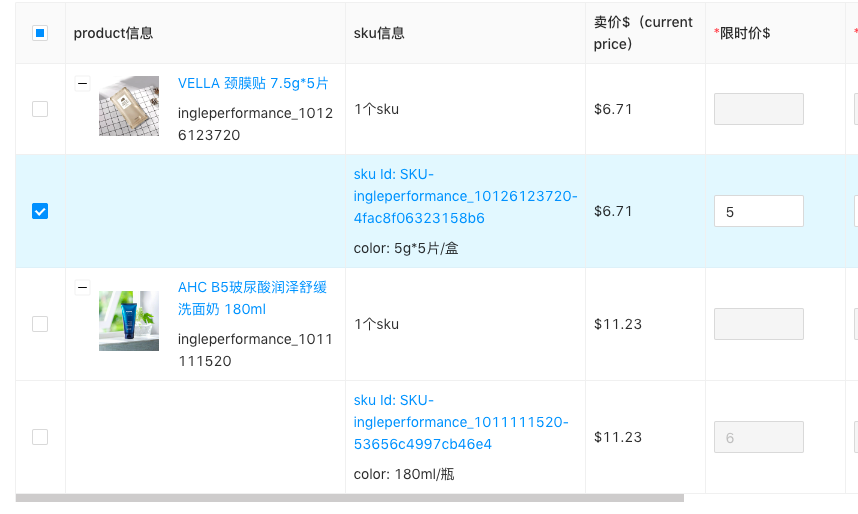 product信息
sku信息
卖价$（current
price）
*限时价$
*
VELLA 颈膜贴 7.5g*5片
ingleperformance_1012
6123720
1个sku
$6.71
sku Id: SKU-
ingleperformance_10126123720-
4fac8f06323158b6
color: 5g*5片/盒
$6.71
5
AHC B5玻尿酸润泽舒缓
洗面奶 180ml
ingleperformance_1011
111520
1个sku
$11.23
sku Id: SKU-
ingleperformance_1011111520-
53656c4997cb46e4
color: 180ml/瓶
$11.23
6